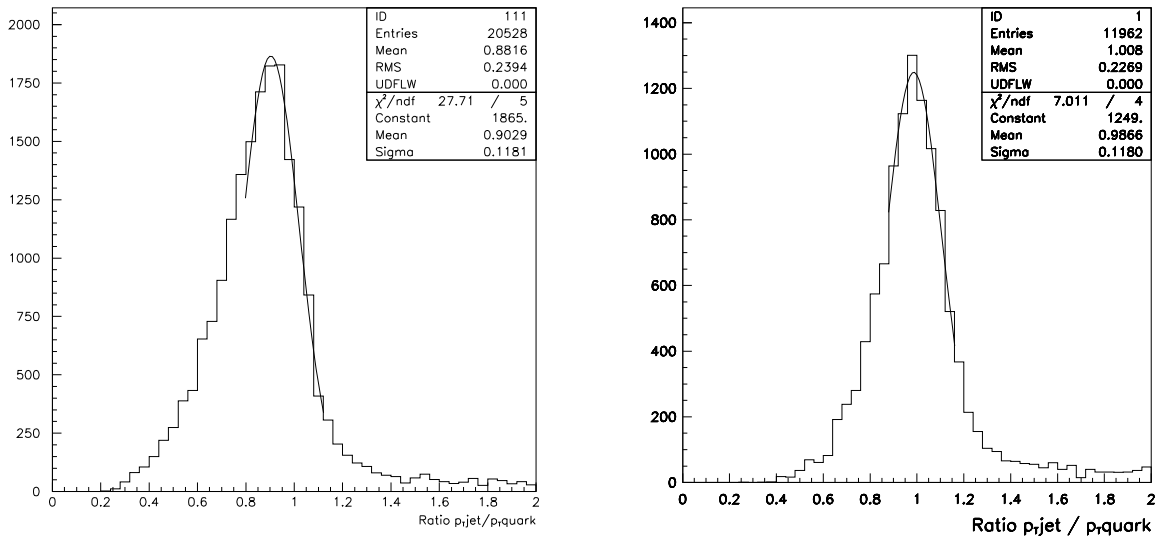 ID 111
Entries 20528
Mean 0.8816
RMS 0.2394
UDFLW 0.000
χ²/ndf 27.71 / 5
Constant 1865.
Mean 0.9029
Sigma 0.1181
2000
1750
1500
1250
1000
750
500
250
0
0 0.2 0.4 0.6 0.8 1 1.2 1.4 1.6 1.8 2
Ratio pTjet/pTquark
ID 1
Entries 11962
Mean 1.008
RMS 0.2269
UDFLW 0.000
χ²/ndf 7.011 / 4
Constant 1249.
Mean 0.9866
Sigma 0.1180
1400
1200
1000
800
600
400
200
0
0 0.2 0.4 0.6 0.8 1 1.2 1.4 1.6 1.8 2
Ratio pTjet / pTquark